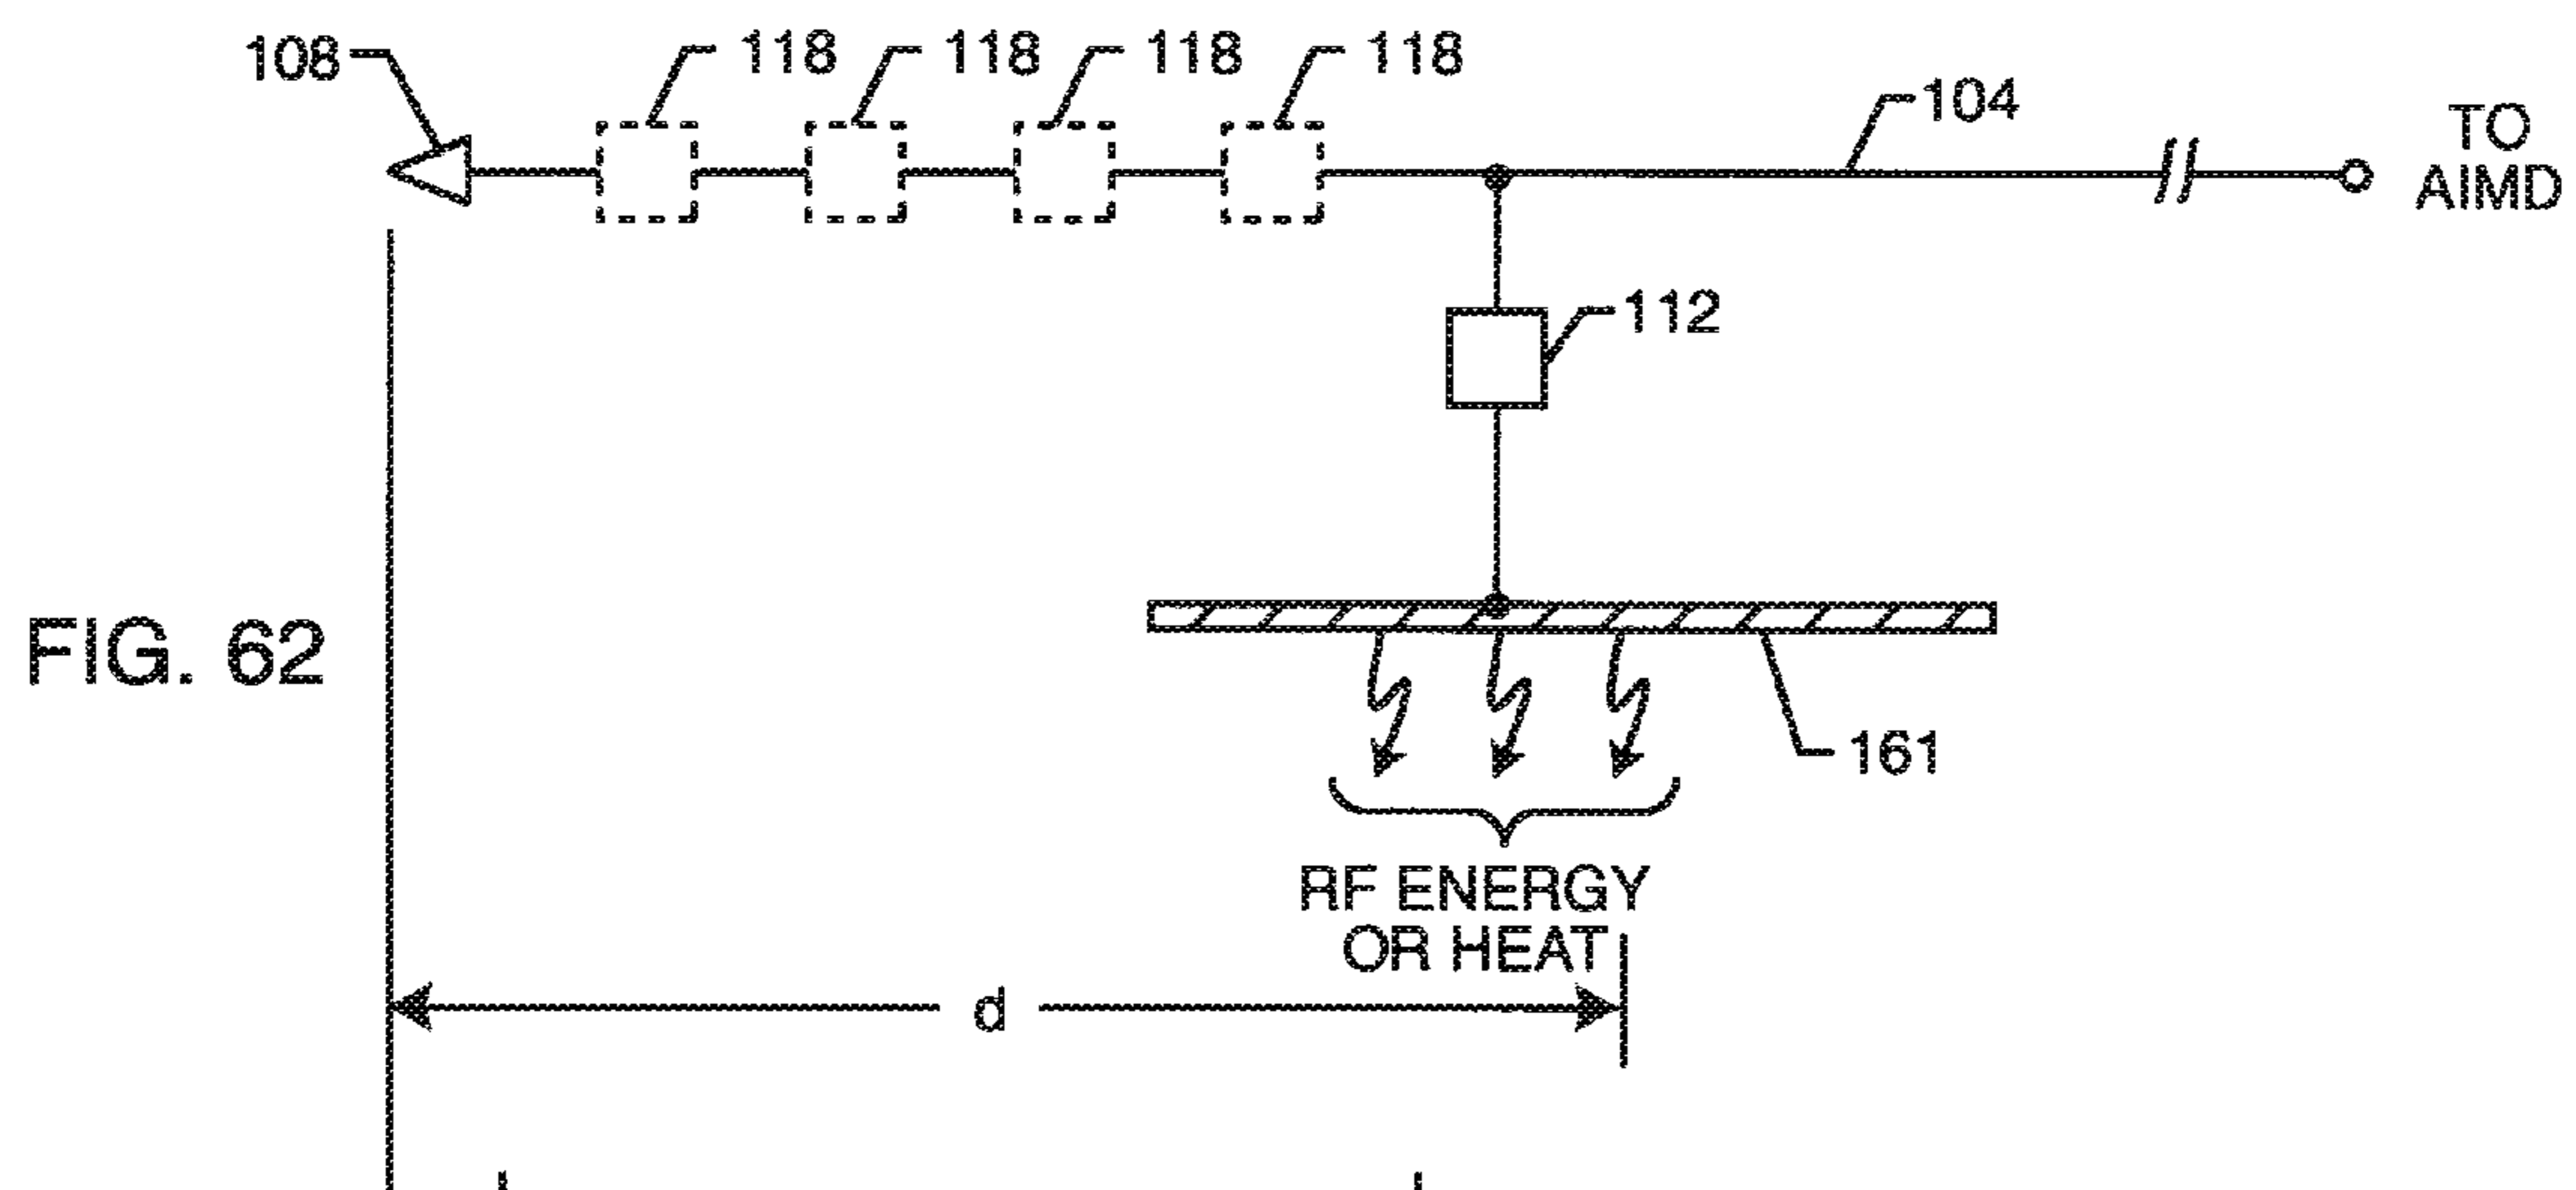 108
118
118
118
118
104
TO
AIMD
112
FIG. 62
161
RF ENERGY
OR HEAT
d